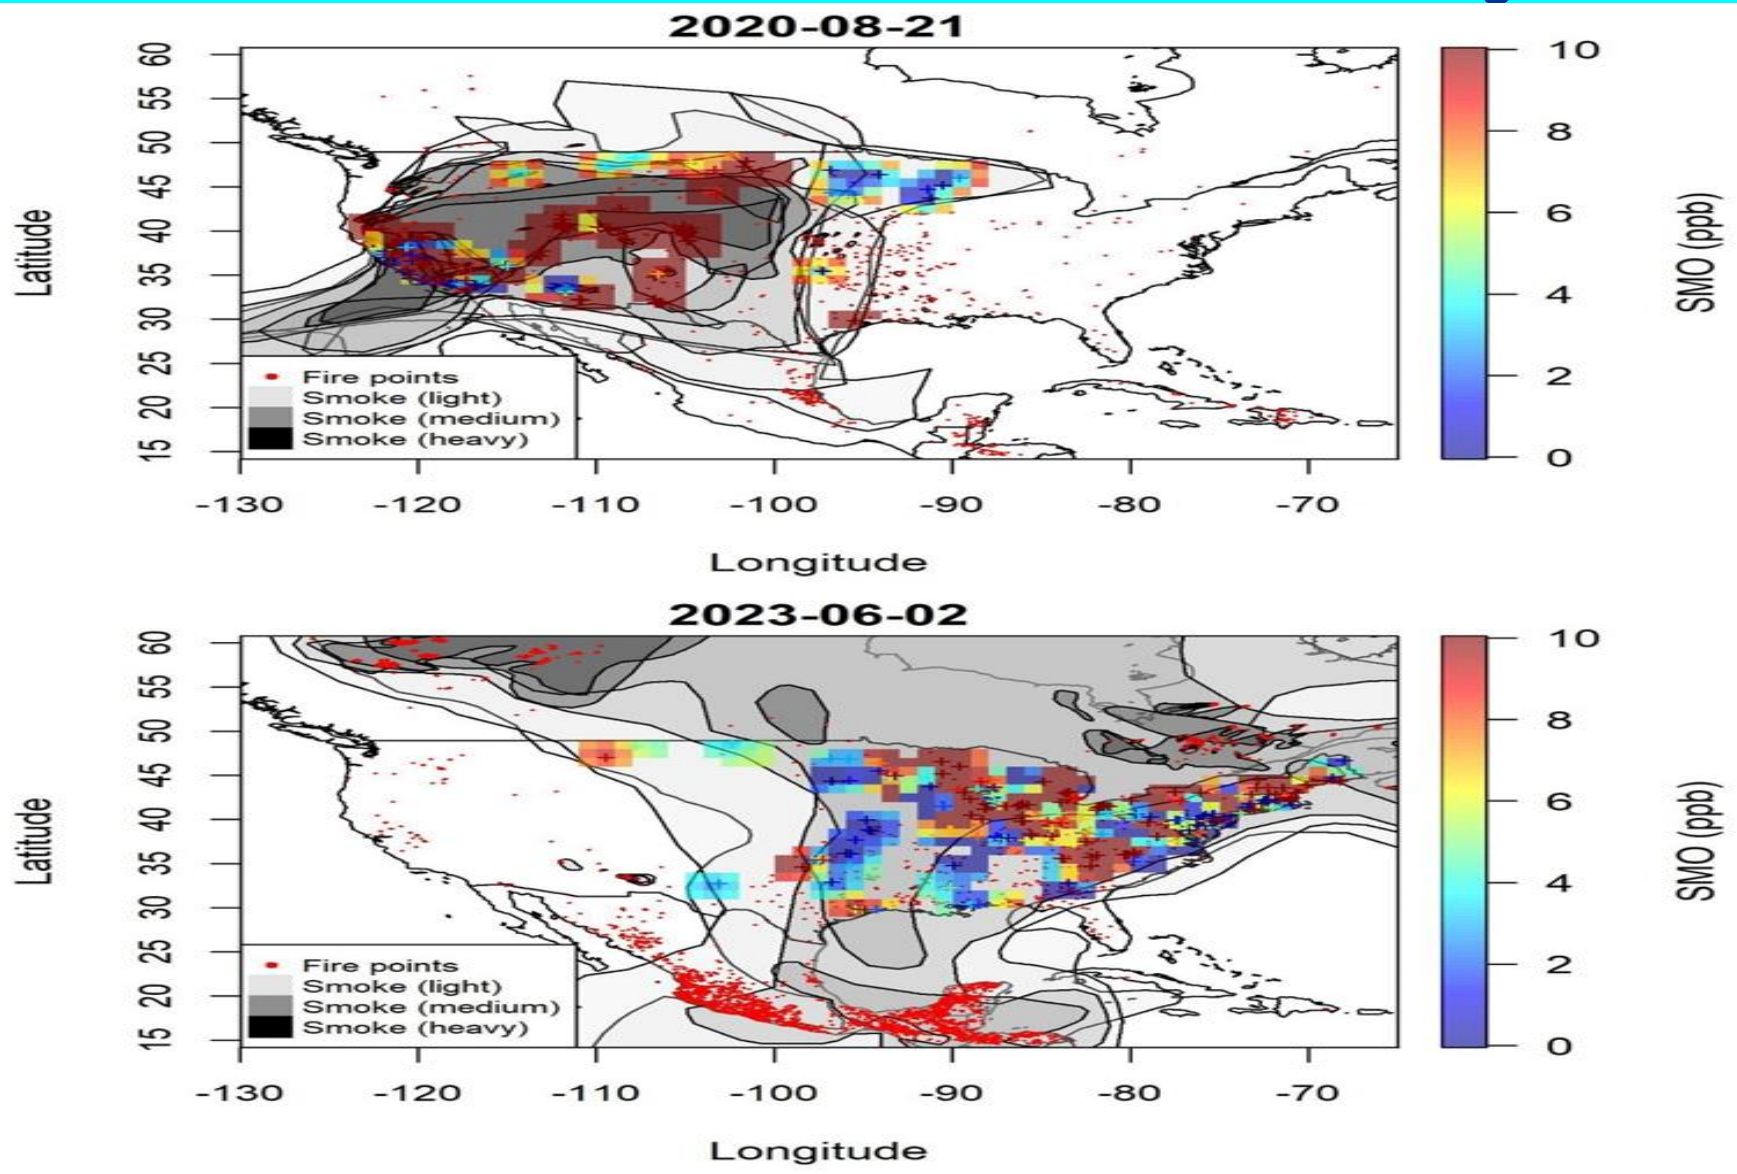 2020-08-21
60
55
50
45
40
35
30
25
20
15
Latitude
Fire points
Smoke (light)
Smoke (medium)
Smoke (heavy)
-130 -120 -110 -100 -90 -80 -70
Longitude
10
8
6
4
2
0
SMO (ppb)
2023-06-02
60
55
50
45
40
35
30
25
20
15
Latitude
Fire points
Smoke (light)
Smoke (medium)
Smoke (heavy)
-130 -120 -110 -100 -90 -80 -70
Longitude
10
8
6
4
2
0
SMO (ppb)